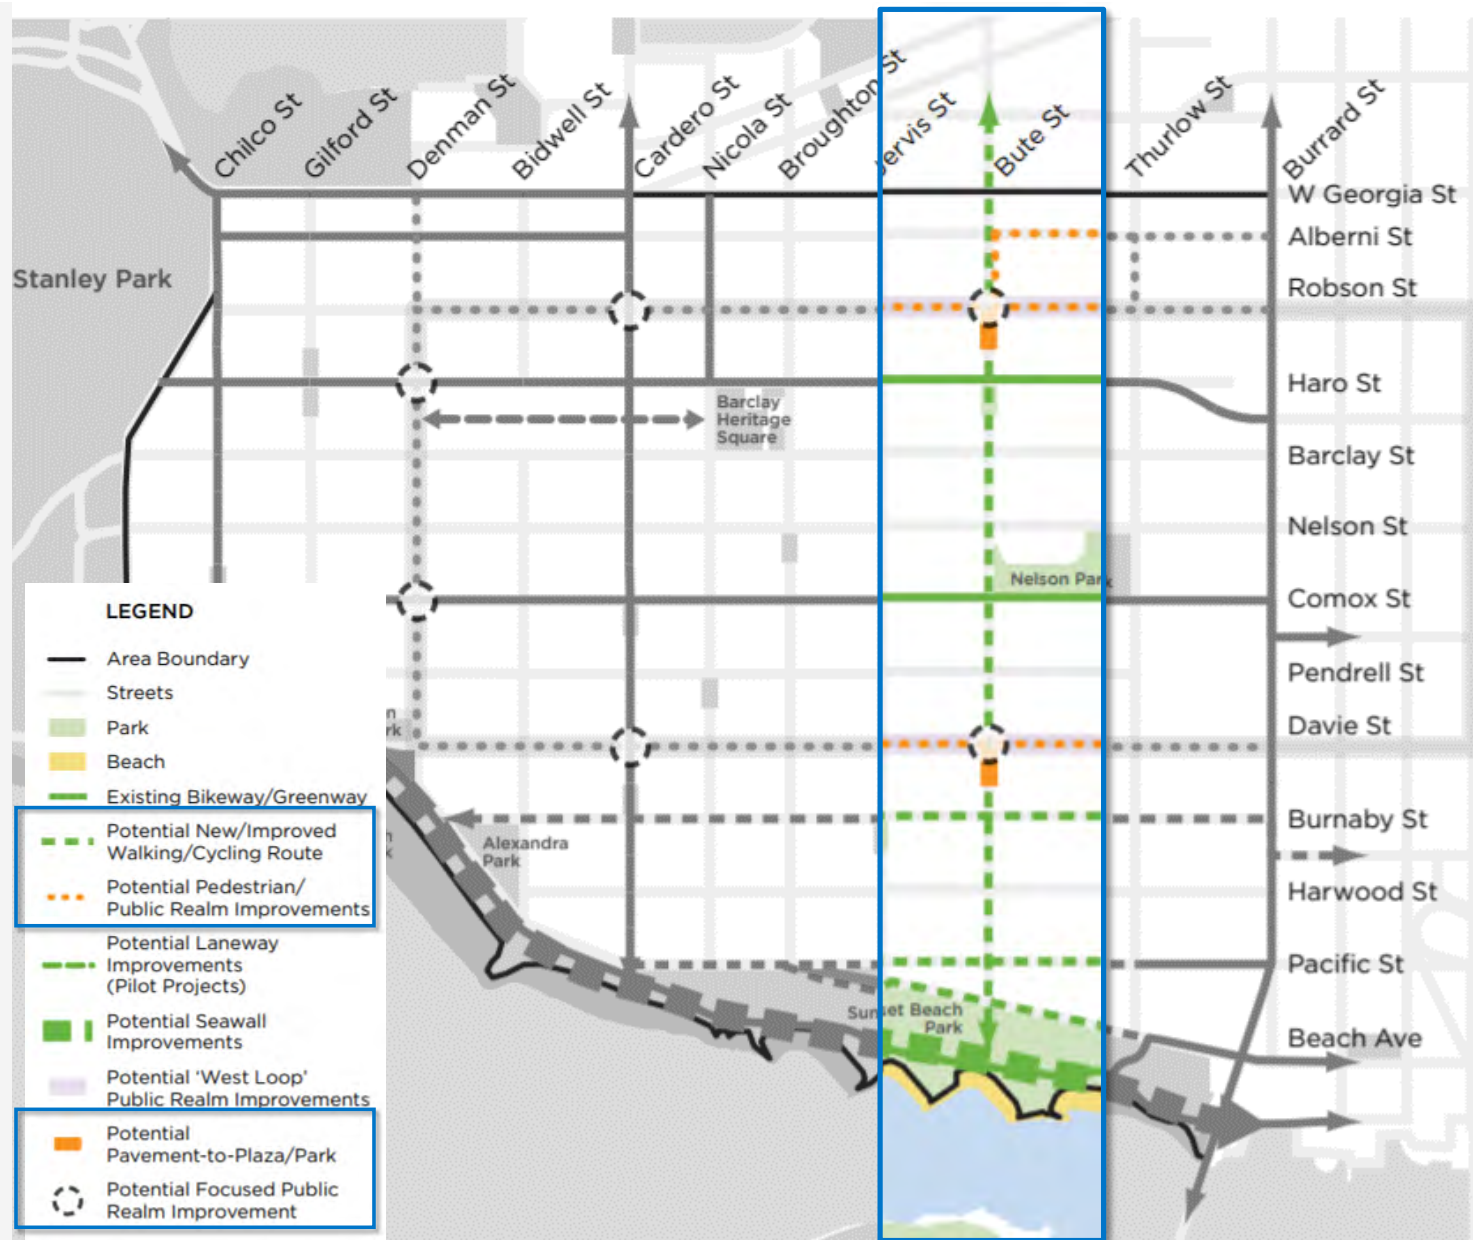 Chilco St
Gilford St
Denman St
Bidwell St
Cardero St
Nicola St
Broughton St
Jervis St
Bute St
Thurlow St
Burrard St
W Georgia St
Alberni St
Stanley Park
Robson St
Haro St
Barclay
Heritage
Square
Barclay St
Nelson St
Nelson Park
Comox St
Pendrell St
Davie St
Burnaby St
Alexandra
Park
Harwood St
Pacific St
Sunset Beach
Park
Beach Ave
LEGEND
Area Boundary
Streets
Park
Beach
Existing Bikeway/Greenway
Potential New/Improved
Walking/Cycling Route
Potential Pedestrian/
Public Realm Improvements
Potential Laneway
Improvements
(Pilot Projects)
Potential Seawall
Improvements
Potential 'West Loop'
Public Realm Improvements
Potential
Pavement-to-Plaza/Park
Potential Focused Public
Realm Improvement